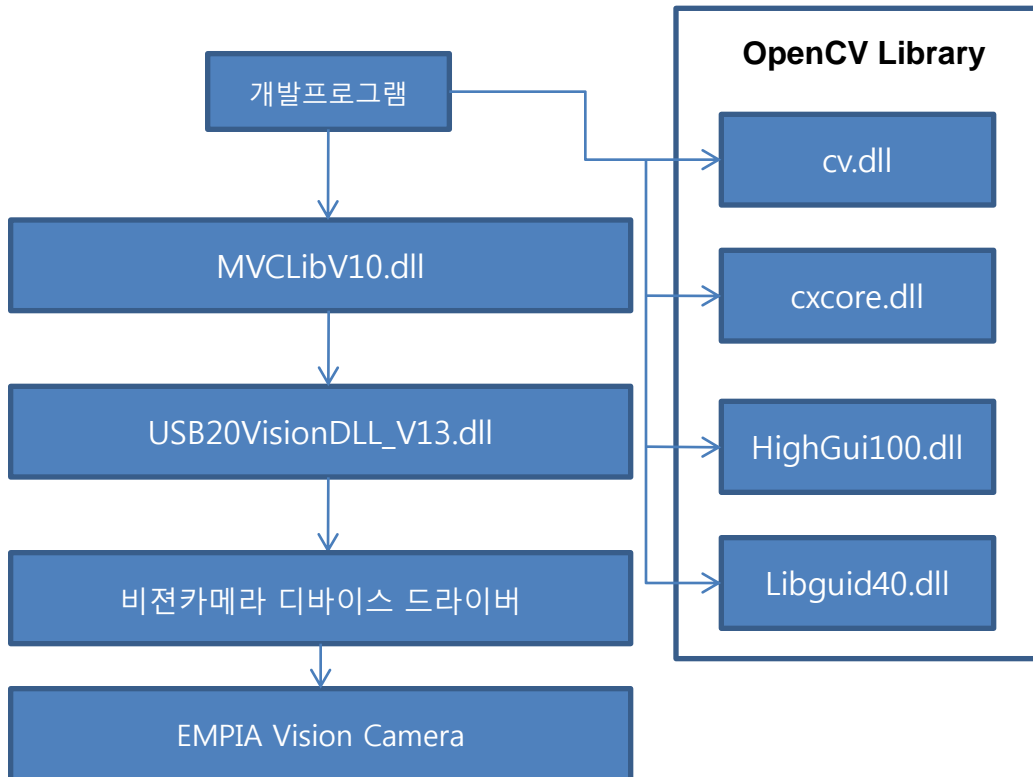 개발프로그램
MVCLibV10.dll
USB20VisionDLL_V13.dll
비젼카메라 디바이스 드라이버
EMPIA Vision Camera
OpenCV Library
cv.dll
cxcore.dll
HighGui100.dll
Libguid40.dll